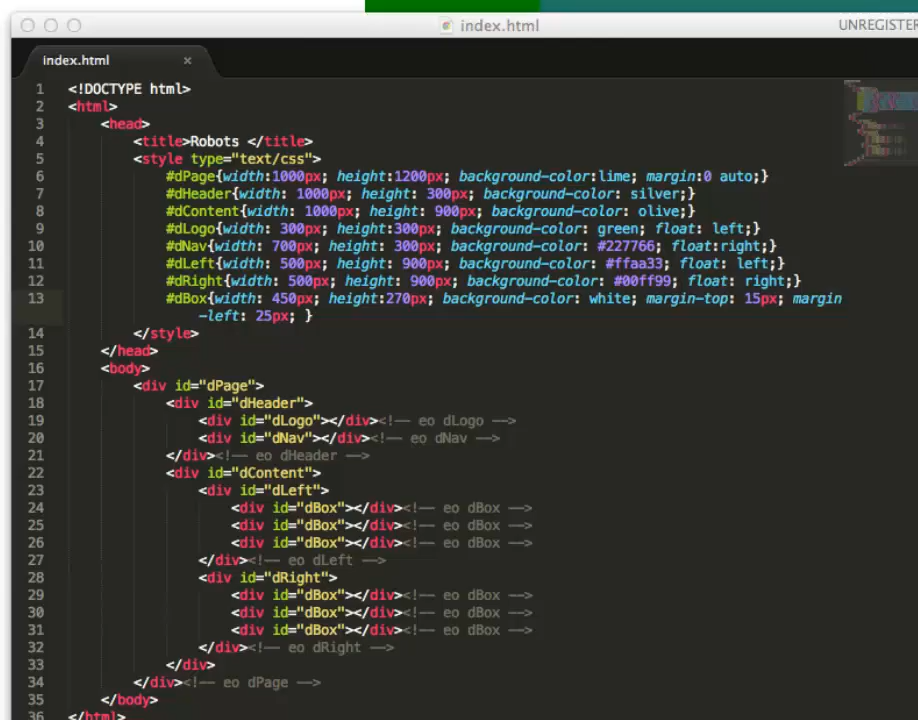 index.html
UNREGISTER
index.html ×
1 <!DOCTYPE html>
2 <html>
3 <head>
4 <title>Robots </title>
5 <style type="text/css">
6 #dPage{width:1000px; height:1200px; background-color:lime; margin:0 auto;}
7 #dHeader{width: 1000px; height: 300px; background-color: silver;}
8 #dContent{width: 1000px; height: 900px; background-color: olive;}
9 #dLogo{width: 300px; height:300px; background-color: green; float: left;}
10 #dNav{width: 700px; height: 300px; background-color: #227766; float:right;}
11 #dLeft{width: 500px; height: 900px; background-color: #ffaa33; float: left;}
12 #dRight{width: 500px; height: 900px; background-color: #00ff99; float: right;}
13 #dBox{width: 450px; height:270px; background-color: white; margin-top: 15px; margin
-left: 25px; }
14 </style>
15 </head>
16 <body>
17 <div id="dPage">
18 <div id="dHeader">
19 <div id="dLogo"></div><!-- eo dLogo -->
20 <div id="dNav"></div><!-- eo dNav -->
21 </div><!-- eo dHeader -->
22 <div id="dContent">
23 <div id="dLeft">
24 <div id="dBox"></div><!-- eo dBox -->
25 <div id="dBox"></div><!-- eo dBox -->
26 <div id="dBox"></div><!-- eo dBox -->
27 </div><!-- eo dLeft -->
28 <div id="dRight">
29 <div id="dBox"></div><!-- eo dBox -->
30 <div id="dBox"></div><!-- eo dBox -->
31 <div id="dBox"></div><!-- eo dBox -->
32 </div><!-- eo dRight -->
33 </div>
34 </div><!-- eo dPage -->
35 </body>
36 </html>